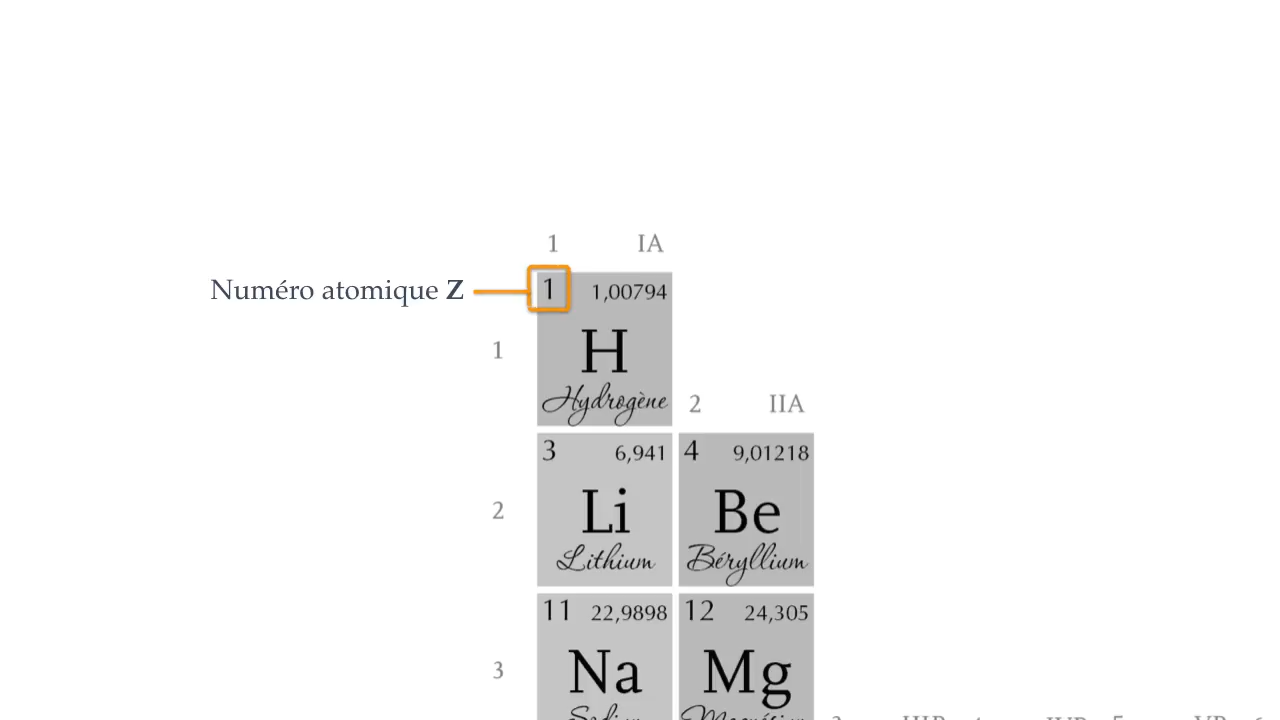 1 IA
Numéro atomique Z
1 1,00794
1
H
Hydrogène
2 IIA
3 6,941
4 9,01218
2
Li
Be
Lithium
Béryllium
11 22,9898
12 24,305
3
Na
Mg